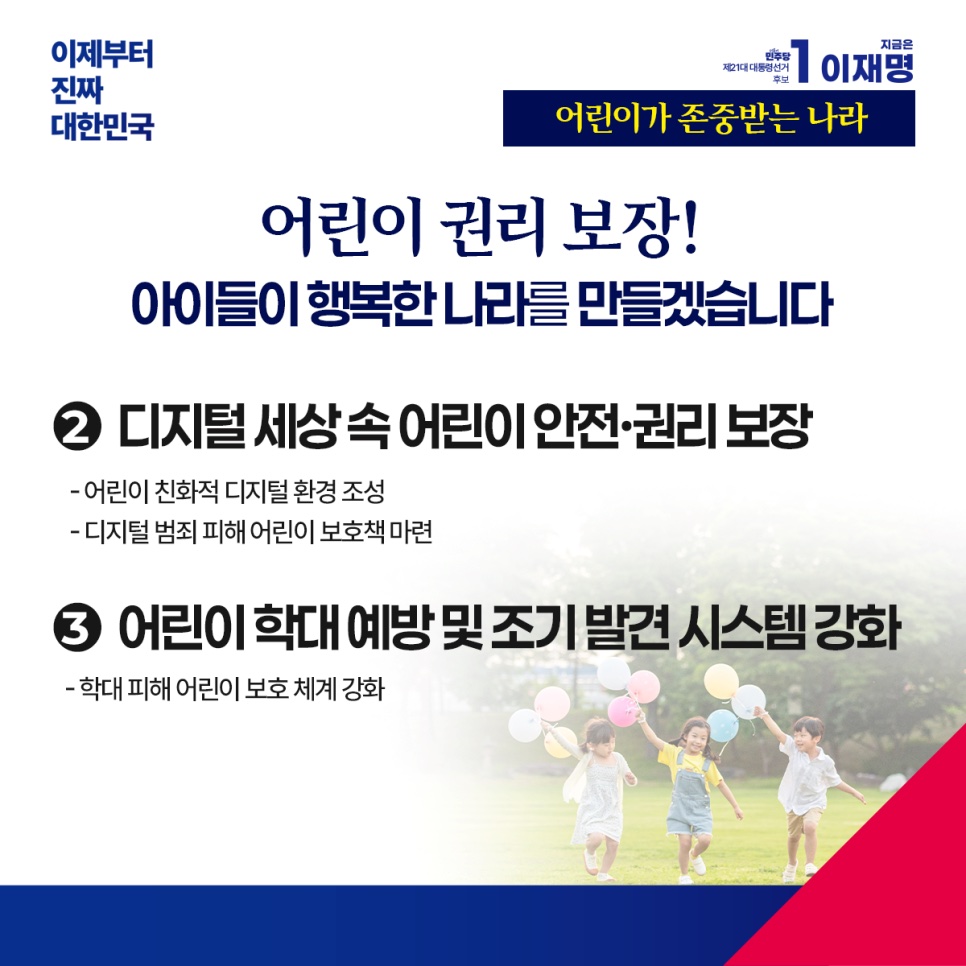 이제부터
진짜
대한민국
민주당
제21대 대통령선거
후보
1
지금은
이재명
어린이가 존중받는 나라
어린이 권리 보장!
아이들이 행복한 나라를 만들겠습니다
2 디지털 세상 속 어린이 안전·권리 보장
- 어린이 친화적 디지털 환경 조성
- 디지털 범죄 피해 어린이 보호책 마련
3 어린이 학대 예방 및 조기 발견 시스템 강화
- 학대 피해 어린이 보호 체계 강화